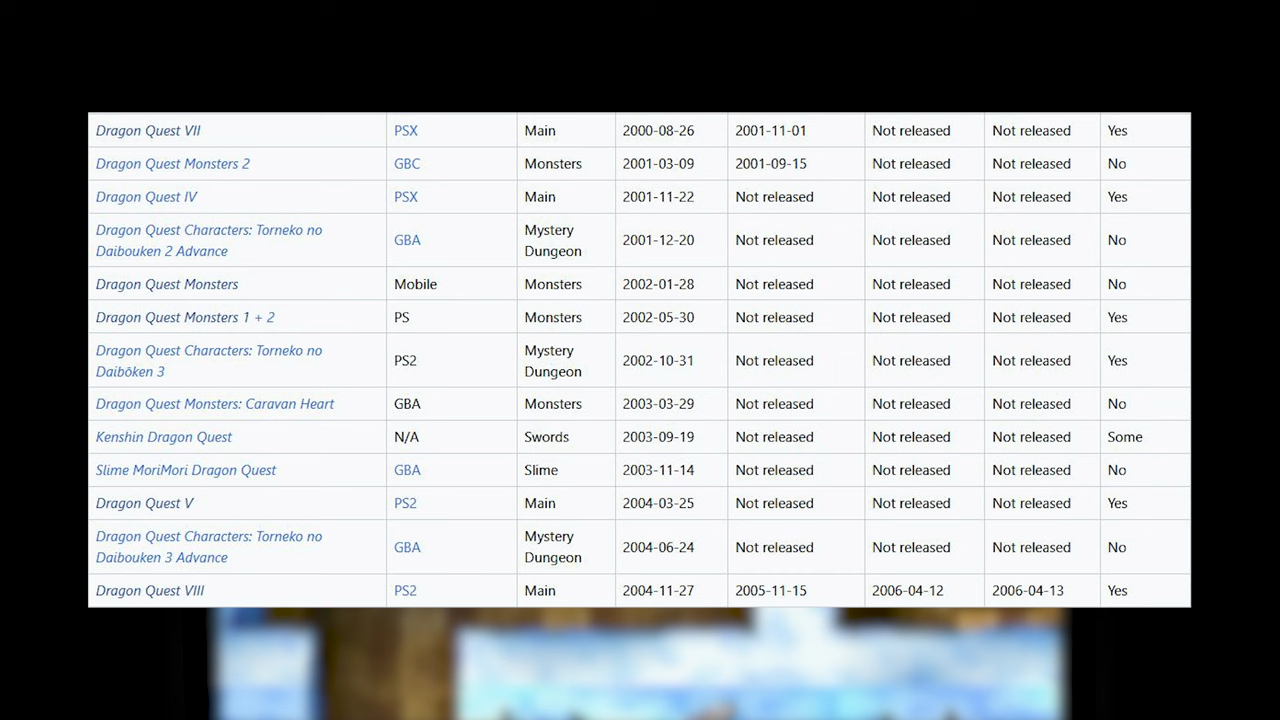 Dragon Quest VII PSX Main 2000-08-26 2001-11-01 Not released Not released Yes
Dragon Quest Monsters 2 GBC Monsters 2001-03-09 2001-09-15 Not released Not released No
Dragon Quest IV PSX Main 2001-11-22 Not released Not released Not released Yes
Dragon Quest Characters: Torneko no
Daibouken 2 Advance GBA Mystery
Dungeon 2001-12-20 Not released Not released Not released No
Dragon Quest Monsters Mobile Monsters 2002-01-28 Not released Not released Not released No
Dragon Quest Monsters 1 + 2 PS Monsters 2002-05-30 Not released Not released Not released Yes
Dragon Quest Characters: Torneko no
Daibōken 3 PS2 Mystery
Dungeon 2002-10-31 Not released Not released Not released Yes
Dragon Quest Monsters: Caravan Heart GBA Monsters 2003-03-29 Not released Not released Not released No
Kenshin Dragon Quest N/A Swords 2003-09-19 Not released Not released Not released Some
Slime MoriMori Dragon Quest GBA Slime 2003-11-14 Not released Not released Not released No
Dragon Quest V PS2 Main 2004-03-25 Not released Not released Not released Yes
Dragon Quest Characters: Torneko no
Daibouken 3 Advance GBA Mystery
Dungeon 2004-06-24 Not released Not released Not released No
Dragon Quest VIII PS2 Main 2004-11-27 2005-11-15 2006-04-12 2006-04-13 Yes